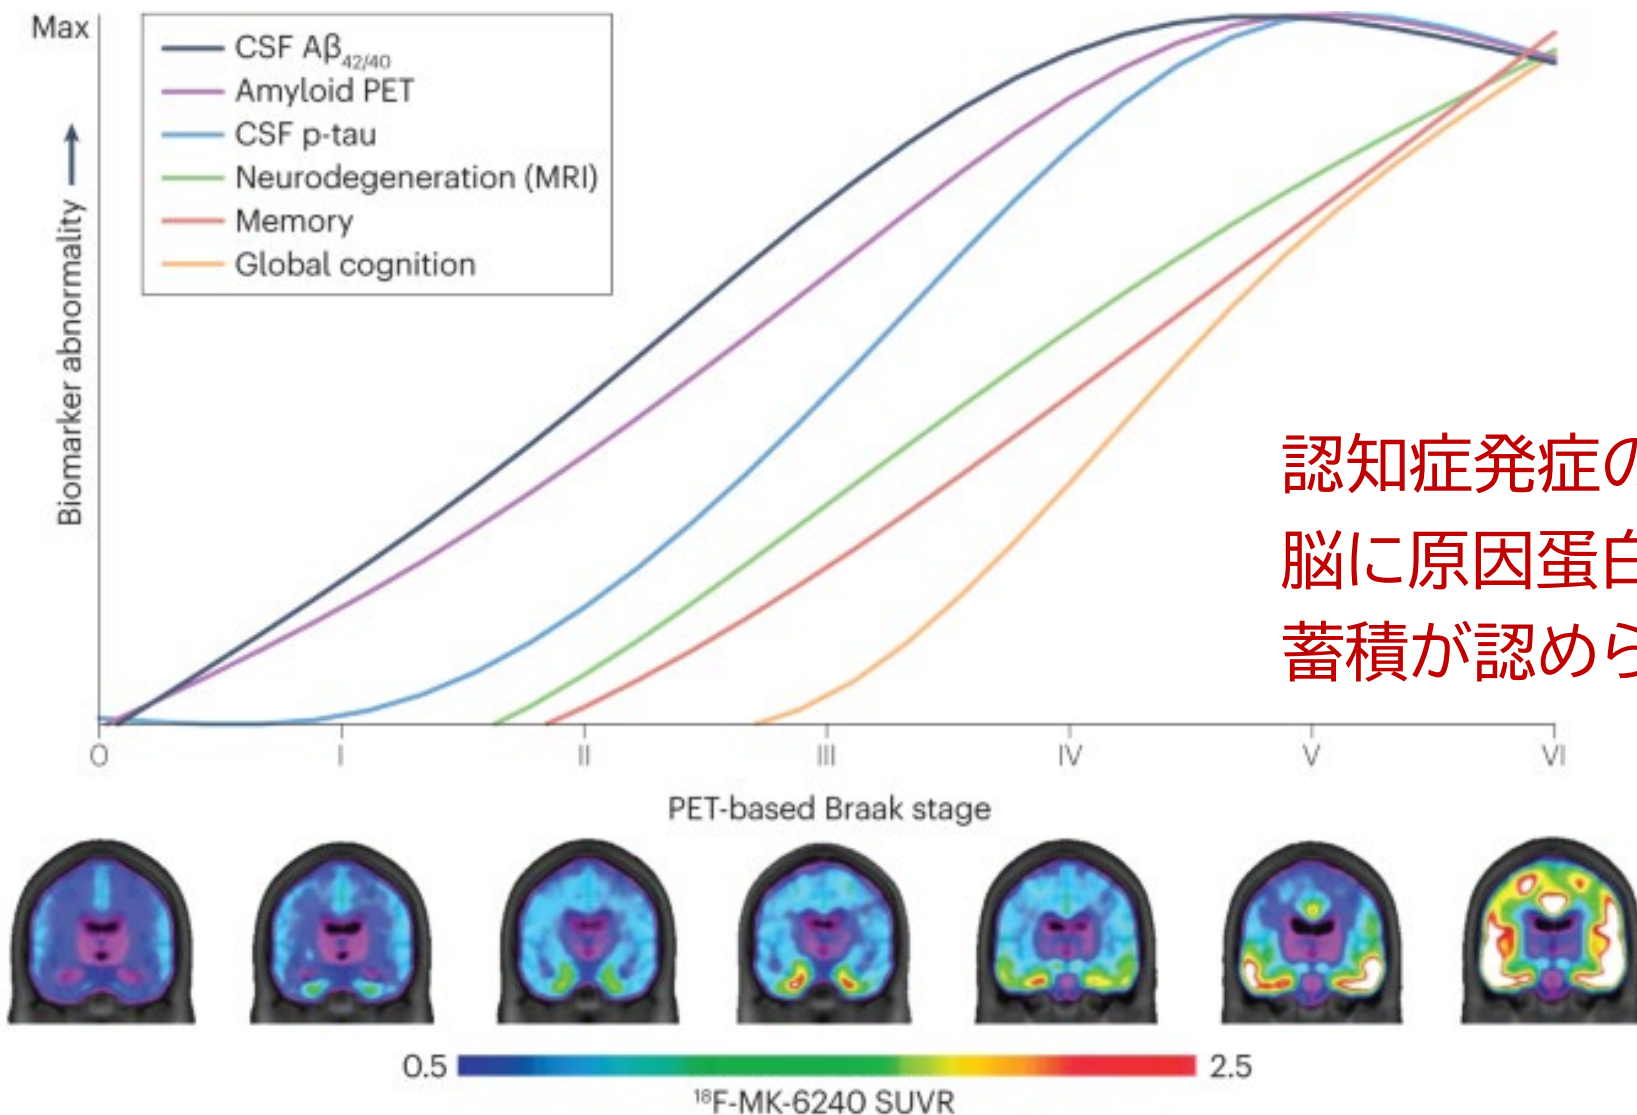 Max
CSF Aβ42/40
Amyloid PET
CSF p-tau
Neurodegeneration (MRI)
Memory
Global cognition
Biomarker abnormality
認知症発症の
脳に原因蛋白
蓄積が認めら
0 I II III IV V VI
PET-based Braak stage
0.5 2.5
¹⁸F-MK-6240 SUVR